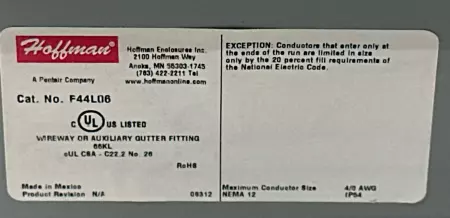 Hoffman
A Pentair Company
Hoffman Enclosures Inc.
2100 Hoffman Way
Anoka, MN 55303-1745
(763) 422-2211 Tel
www.hoffmanonline.com
Cat. No. F44L06
C UL US LISTED
WIREWAY OR AUXILIARY GUTTER FITTING
66KL
cUL CSA - C22.2 No. 26
RoHS
Made in Mexico
Product Revision N/A
09312
EXCEPTION: Conductors that enter only at
the ends of the run are limited in size
only by the 20 percent fill requirements of
the National Electric Code.
Maximum Conductor Size 4/0 AWG
NEMA 12 IP54